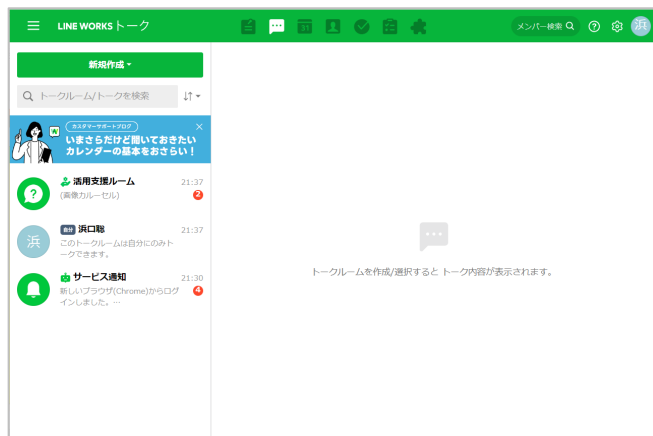 LINE WORKS トーク
31
メンバー検索
?
浜
新規作成
トークルーム/トークを検索
カスタマーサポートブログ
いまさらだけど聞いておきたい
カレンダーの基本をおさらい！
活用支援ルーム 21:37
(画像カルーセル) 2
浜
自分 浜口聡 21:37
このトークルームは自分にのみト
ークできます。
サービス通知 21:30
新しいブラウザ(Chrome)からログ 4
インしました。…
トークルームを作成/選択すると トーク内容が表示されます。